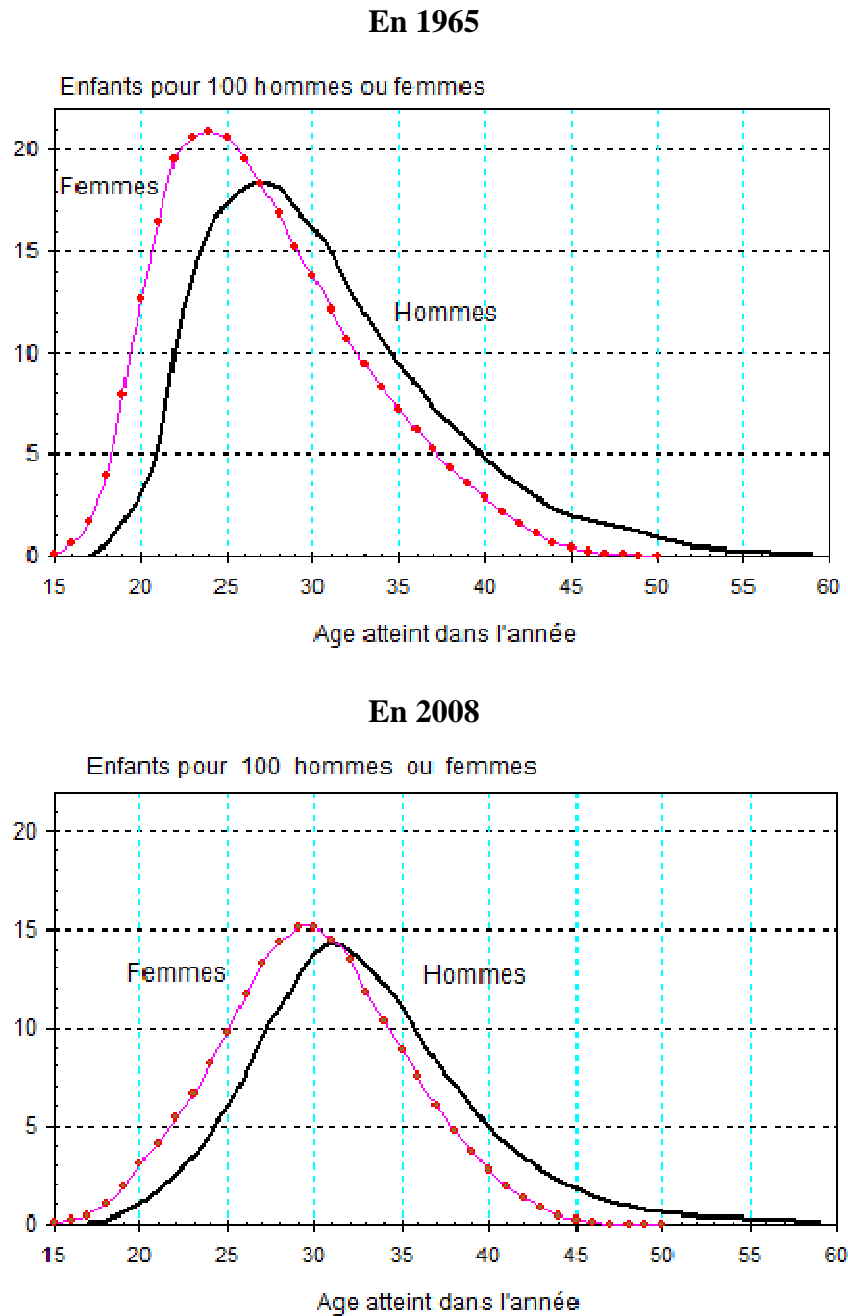 En 1965
Enfants pour 100 hommes ou femmes
20
Femmes
15
Hommes
10
5
0
15 20 25 30 35 40 45 50 55 60
Age atteint dans l'année
En 2008
Enfants pour 100 hommes ou femmes
20
15
Femmes Hommes
10
5
0
15 20 25 30 35 40 45 50 55 60
Age atteint dans l'année